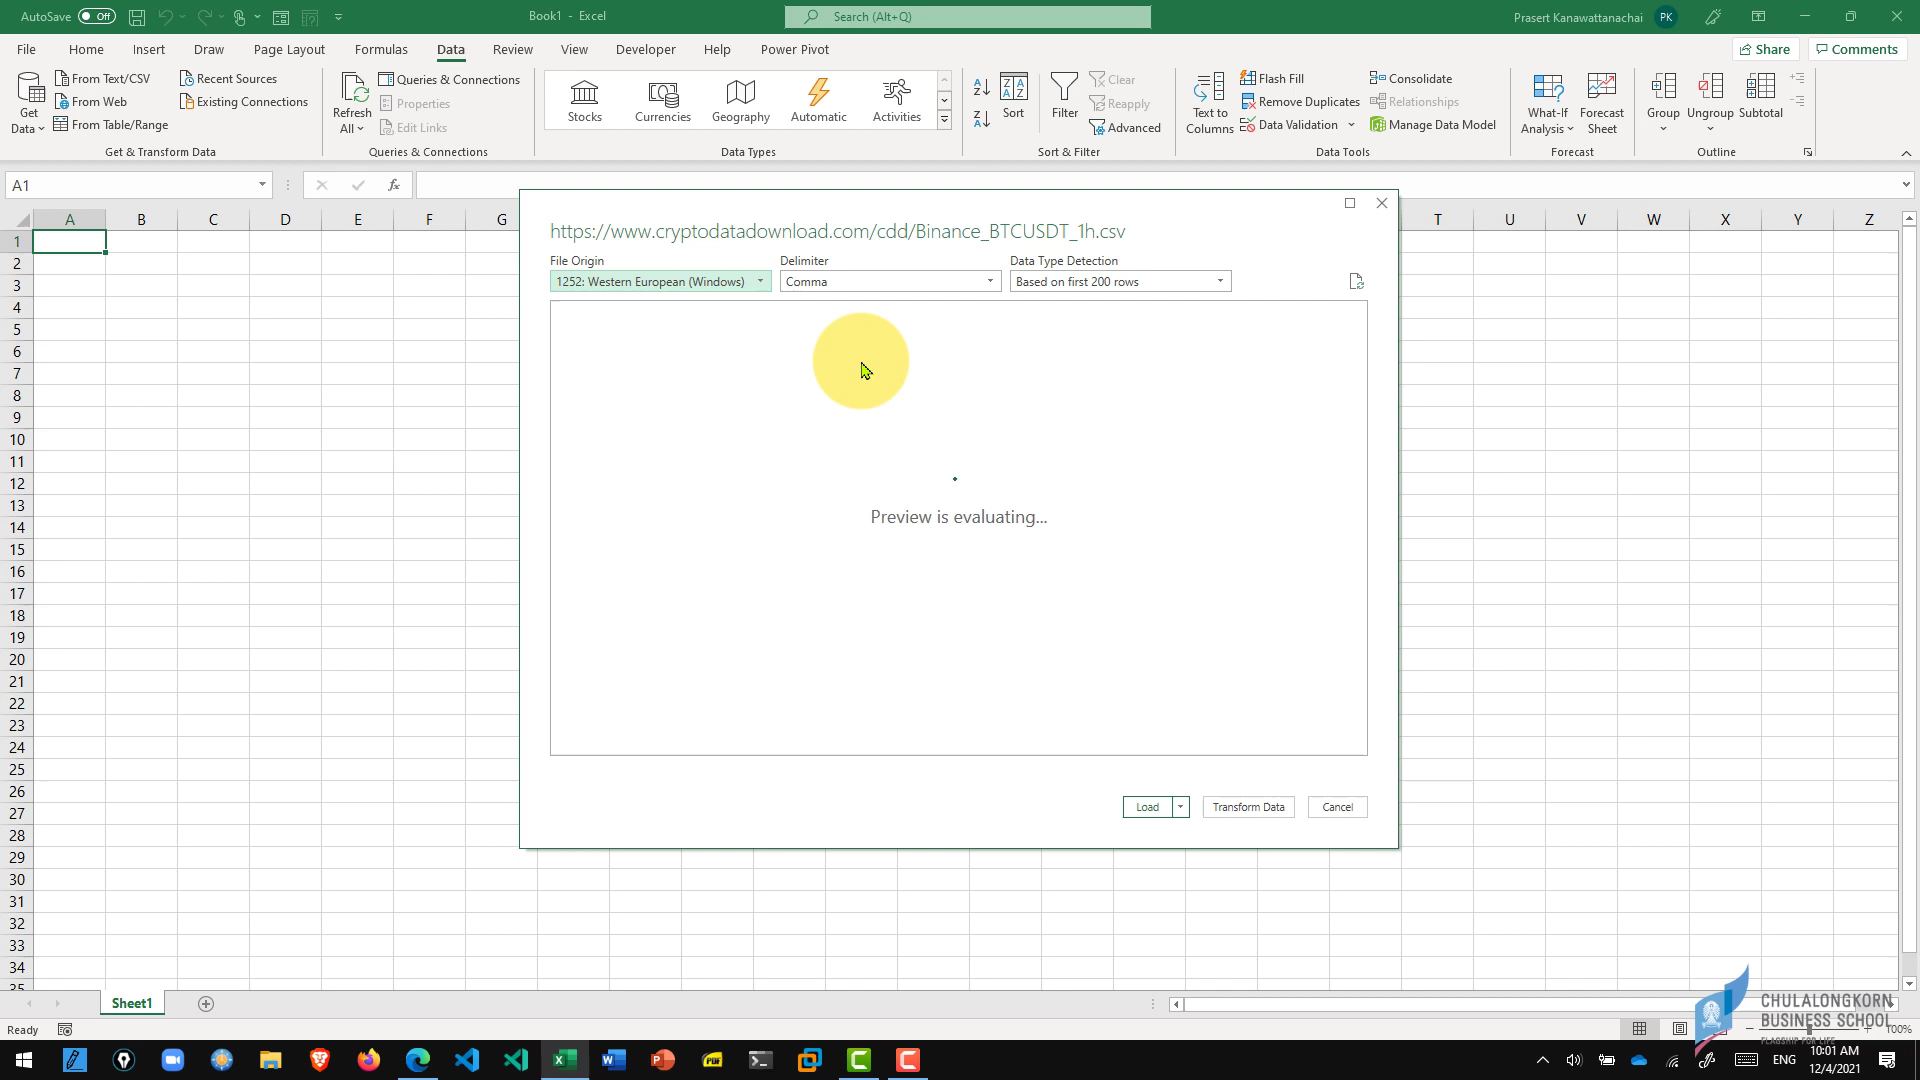 AutoSave Off
Book1 - Excel
Search (Alt+Q)
Prasert Kanawattanachai PK
File Home Insert Draw Page Layout Formulas Data Review View Developer Help Power Pivot
Share Comments
Get Data
From Text/CSV
From Web
From Table/Range
Recent Sources
Existing Connections
Get & Transform Data
Refresh All
Queries & Connections
Properties
Edit Links
Queries & Connections
Stocks Currencies Geography Automatic Activities
Data Types
Sort
Filter
Clear
Reapply
Advanced
Sort & Filter
Text to Columns
Flash Fill
Remove Duplicates
Data Validation
Consolidate
Relationships
Manage Data Model
Data Tools
What-If Analysis
Forecast Sheet
Forecast
Group Ungroup Subtotal
Outline
A1
fx
A B C D E F G T U V W X Y Z
1
2
3
4
5
6
7
8
9
10
11
12
13
14
15
16
17
18
19
20
21
22
23
24
25
26
27
28
29
30
31
32
33
34
35
https://www.cryptodatadownload.com/cdd/Binance_BTCUSDT_1h.csv
File Origin Delimiter Data Type Detection
1252: Western European (Windows) Comma Based on first 200 rows
Preview is evaluating...
Load Transform Data Cancel
Sheet1
Ready
100%
CHULALONGKORN
BUSINESS SCHOOL
FLAGSHIP FOR LIFE
ENG
10:01 AM
12/4/2021